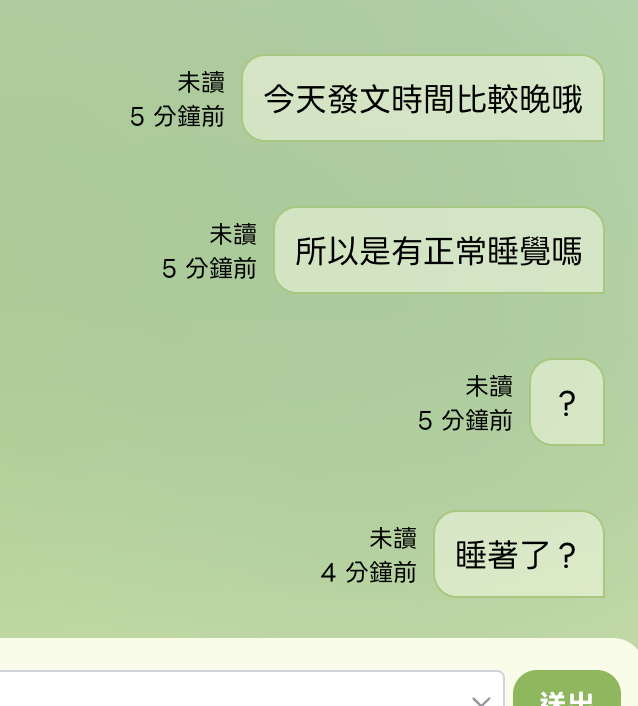 未讀
5 分鐘前
今天發文時間比較晚哦
未讀
5 分鐘前
所以是有正常睡覺嗎
未讀
5 分鐘前
？
未讀
4 分鐘前
睡著了？
送出